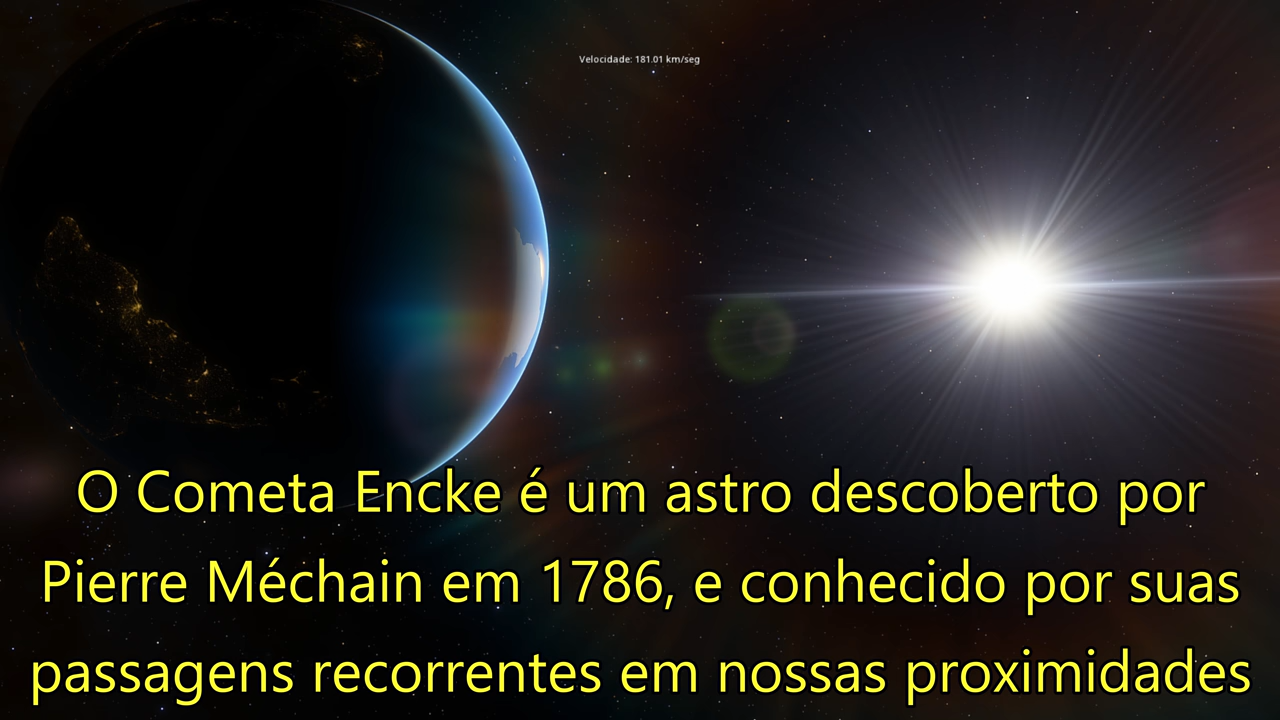 Velocidade: 181.01 km/seg
O Cometa Encke é um astro descoberto por
Pierre Méchain em 1786, e conhecido por suas
passagens recorrentes em nossas proximidades